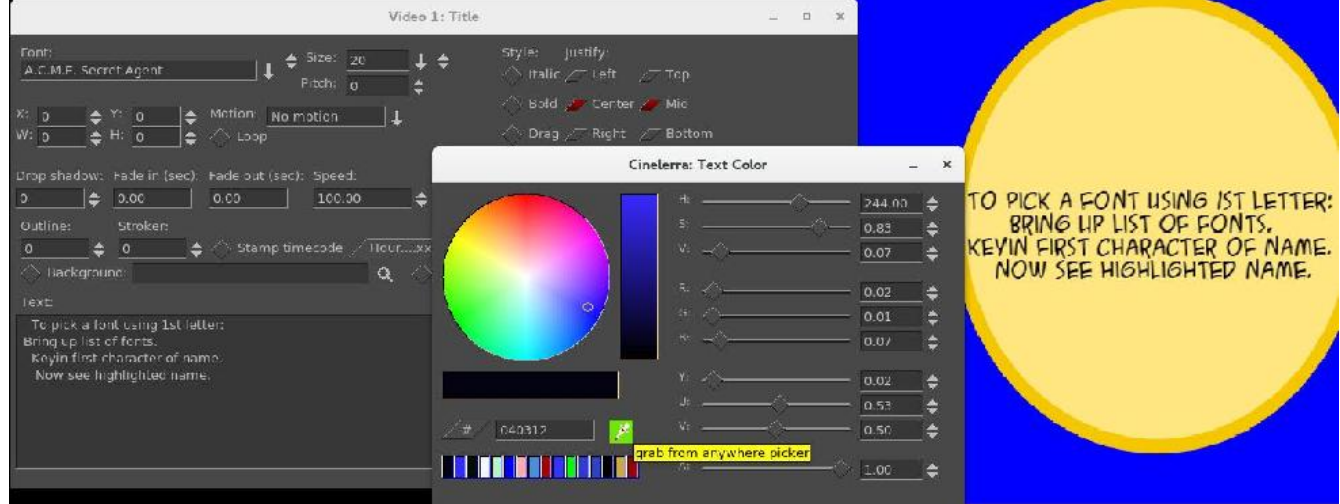 Video 1: Title
Font:
A.C.M.E. Secret Agent
Size: 20
Pitch: 0
Style: Justify:
Italic Left Top
Bold Center Mid
Drag Right Bottom
X: 0 Y: 0 Motion: No motion
W: 0 H: 0 Loop
Drop shadow: Fade in (sec): Fade out (sec): Speed:
0 0.00 0.00 100.00
Outline: Stroker:
0 0 Stamp timecode Hour....xx
Background:
Text:
To pick a font using 1st letter:
Bring up list of fonts.
Keyin first character of name.
Now see highlighted name.
Cinelerra: Text Color
H: 244.00
S: 0.83
V: 0.07
R: 0.02
G: 0.01
B: 0.07
Y: 0.02
U: 0.53
V: 0.50
1.00
# 040312
grab from anywhere picker
TO PICK A FONT USING 1ST LETTER:
BRING UP LIST OF FONTS.
KEYIN FIRST CHARACTER OF NAME.
NOW SEE HIGHLIGHTED NAME.